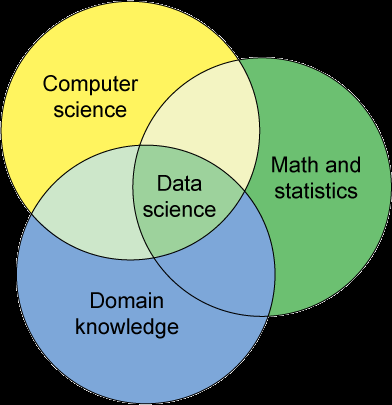 Computer
science
Math and
statistics
Data
science
Domain
knowledge